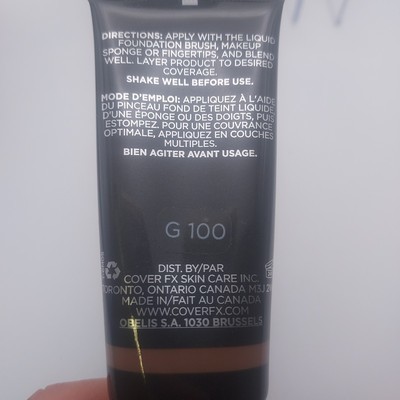 DIRECTIONS: APPLY WITH THE LIQUID
FOUNDATION BRUSH, MAKEUP
SPONGE OR FINGERTIPS, AND BLEND
WELL. LAYER PRODUCT TO DESIRED
COVERAGE.
SHAKE WELL BEFORE USE.
MODE D'EMPLOI: APPLIQUEZ À L'AIDE
DU PINCEAU FOND DE TEINT LIQUIDE,
D'UNE ÉPONGE OU DES DOIGTS, PUIS
ESTOMPEZ. POUR UNE COUVRANCE
OPTIMALE, APPLIQUEZ EN COUCHES
MULTIPLES.
BIEN AGITER AVANT USAGE.
G 100
DIST. BY/PAR
COVER FX SKIN CARE INC.
TORONTO, ONTARIO CANADA M3J
MADE IN/FAIT AU CANADA
WWW.COVERFX.COM
OBELIS S.A. 1030 BRUSSELS